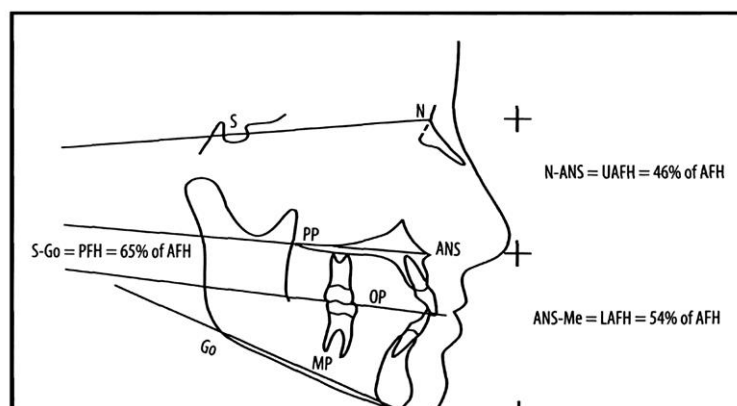 S
N
N-ANS = UAFH = 46% of AFH
PP
ANS
S-Go = PFH = 65% of AFH
OP
ANS-Me = LAFH = 54% of AFH
Go
MP